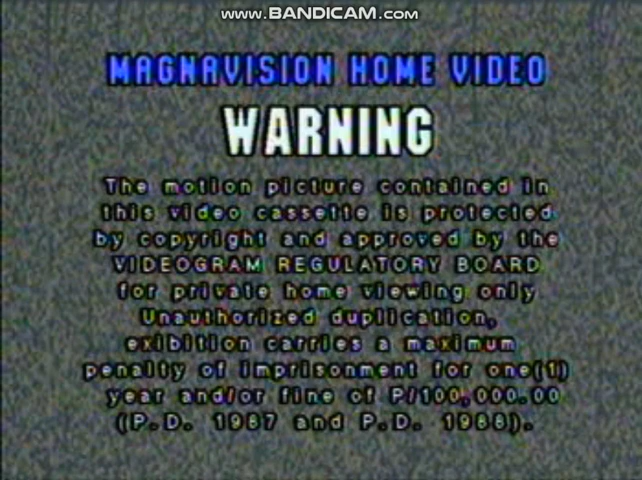 www.BANDICAM.com
MAGNAVISION HOME VIDEO
WARNING
The motion picture contained in
this video cassette is protected
by copyright and approved by the
VIDEOGRAM REGULATORY BOARD
for private home viewing only
Unauthorized duplication,
exibition carries a maximum
penalty of imprisonment for one(1)
year and/or fine of P/100,000.00
((P.D. 1987 and P.D. 1988)).